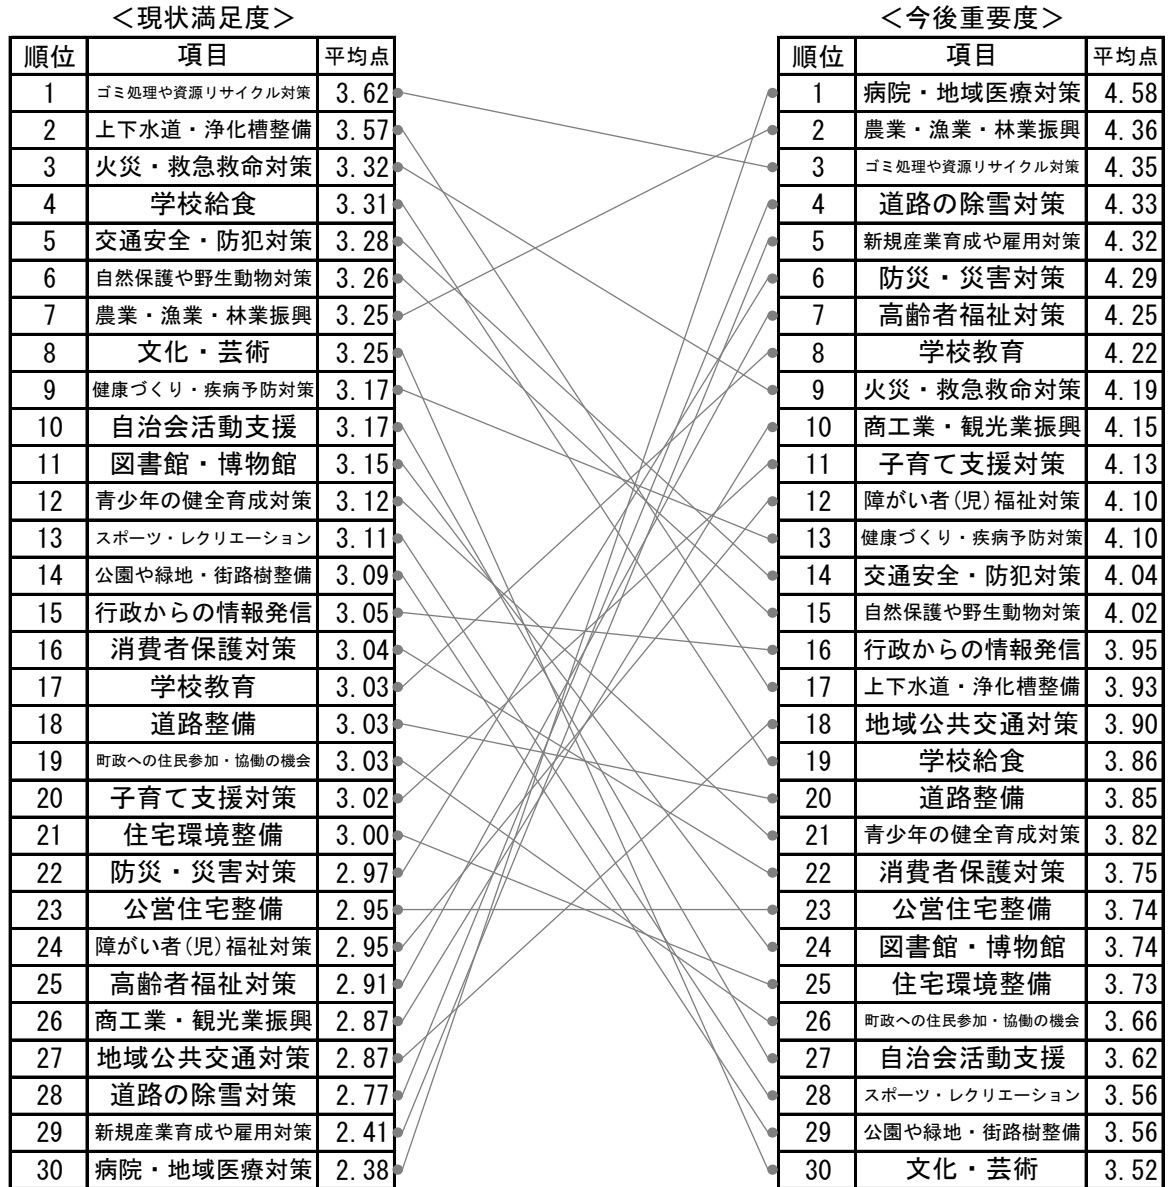 ＜現状満足度＞
順位 項目 平均点
1 ゴミ処理や資源リサイクル対策 3.62
2 上下水道・浄化槽整備 3.57
3 火災・救急救命対策 3.32
4 学校給食 3.31
5 交通安全・防犯対策 3.28
6 自然保護や野生動物対策 3.26
7 農業・漁業・林業振興 3.25
8 文化・芸術 3.25
9 健康づくり・疾病予防対策 3.17
10 自治会活動支援 3.17
11 図書館・博物館 3.15
12 青少年の健全育成対策 3.12
13 スポーツ・レクリエーション 3.11
14 公園や緑地・街路樹整備 3.09
15 行政からの情報発信 3.05
16 消費者保護対策 3.04
17 学校教育 3.03
18 道路整備 3.03
19 町政への住民参加・協働の機会 3.03
20 子育て支援対策 3.02
21 住宅環境整備 3.00
22 防災・災害対策 2.97
23 公営住宅整備 2.95
24 障がい者(児)福祉対策 2.95
25 高齢者福祉対策 2.91
26 商工業・観光業振興 2.87
27 地域公共交通対策 2.87
28 道路の除雪対策 2.77
29 新規産業育成や雇用対策 2.41
30 病院・地域医療対策 2.38
＜今後重要度＞
順位 項目 平均点
1 病院・地域医療対策 4.58
2 農業・漁業・林業振興 4.36
3 ゴミ処理や資源リサイクル対策 4.35
4 道路の除雪対策 4.33
5 新規産業育成や雇用対策 4.32
6 防災・災害対策 4.29
7 高齢者福祉対策 4.25
8 学校教育 4.22
9 火災・救急救命対策 4.19
10 商工業・観光業振興 4.15
11 子育て支援対策 4.13
12 障がい者(児)福祉対策 4.10
13 健康づくり・疾病予防対策 4.10
14 交通安全・防犯対策 4.04
15 自然保護や野生動物対策 4.02
16 行政からの情報発信 3.95
17 上下水道・浄化槽整備 3.93
18 地域公共交通対策 3.90
19 学校給食 3.86
20 道路整備 3.85
21 青少年の健全育成対策 3.82
22 消費者保護対策 3.75
23 公営住宅整備 3.74
24 図書館・博物館 3.74
25 住宅環境整備 3.73
26 町政への住民参加・協働の機会 3.66
27 自治会活動支援 3.62
28 スポーツ・レクリエーション 3.56
29 公園や緑地・街路樹整備 3.56
30 文化・芸術 3.52